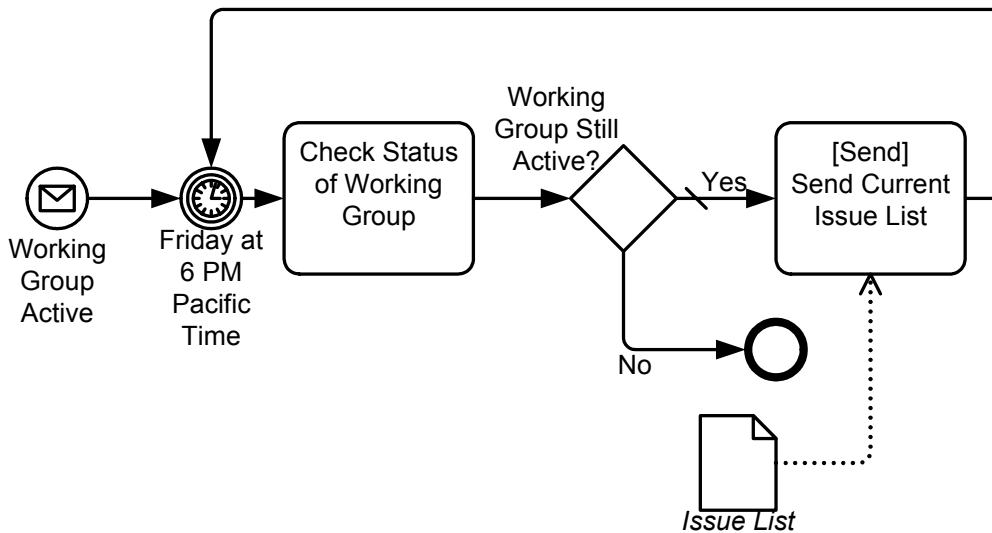 Working
Group
Active
Friday at
6 PM
Pacific
Time
Check Status
of Working
Group
Working
Group Still
Active?
Yes
No
[Send]
Send Current
Issue List
Issue List